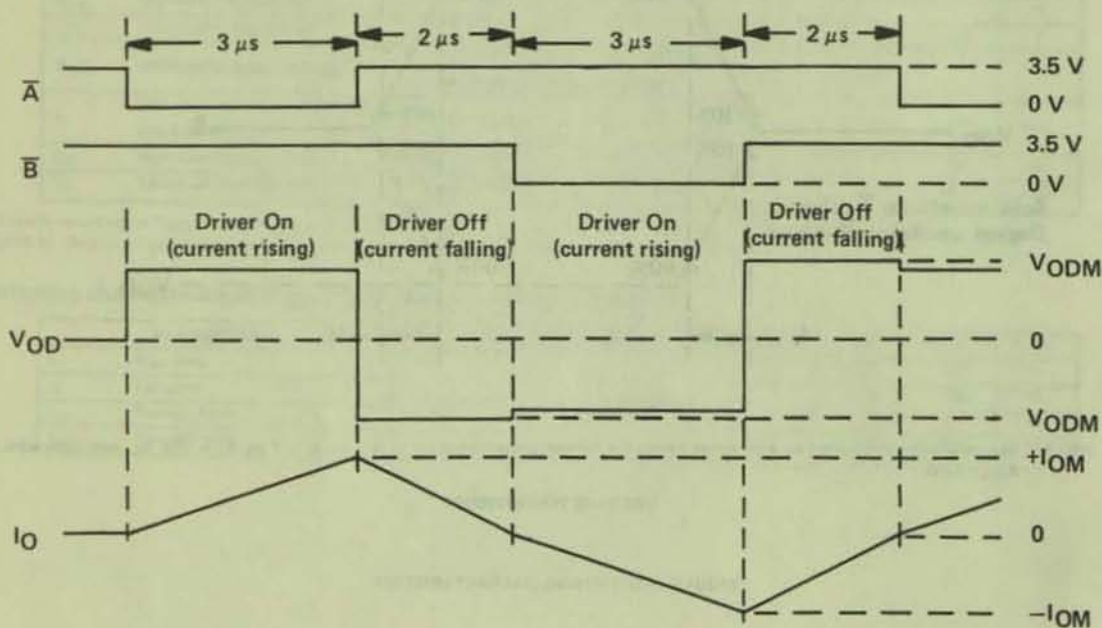 3 μs
2 μs
3 μs
2 μs
A
3.5 V
0 V
B
3.5 V
0 V
Driver On
(current rising)
Driver Off
(current falling)
Driver On
(current rising)
Driver Off
(current falling)
VODM
VOD
0
VODM
+IOM
IO
0
−IOM